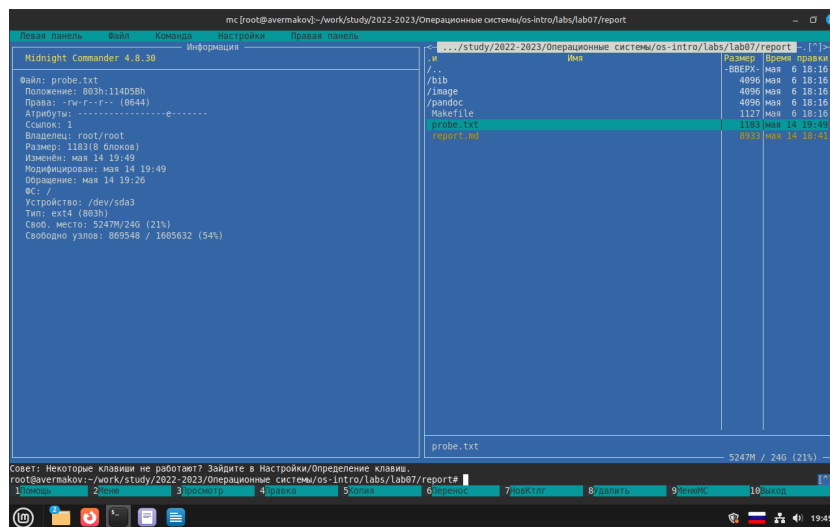 mc [root@avermakov]:~/work/study/2022-2023/Операционные системы/os-intro/labs/lab07/report
Левая панель Файл Команда Настройки Правая панель
Информация
Midnight Commander 4.8.30
Файл: probe.txt
Положение: 803h:114D5Bh
Права: -rw-r--r-- (0644)
Атрибуты: -----------------e-------
Ссылок: 1
Владелец: root/root
Размер: 1183(8 блоков)
Изменён: мая 14 19:49
Модифицирован: мая 14 19:49
Обращение: мая 14 19:26
ФС: /
Устройство: /dev/sda3
Тип: ext4 (803h)
Своб. место: 5247M/24G (21%)
Свободно узлов: 869548 / 1605632 (54%)
<─ .../study/2022-2023/Операционные системы/os-intro/labs/lab07/report ─.[^]>
.и Имя Размер Время правки
/.. -ВВЕРХ- мая 6 18:16
/bib 4096 мая 6 18:16
/image 4096 мая 6 18:16
/pandoc 4096 мая 6 18:16
Makefile 1127 мая 6 18:16
probe.txt 1183 мая 14 19:49
report.md 8933 мая 14 18:41
probe.txt
5247M / 24G (21%)
Совет: Некоторые клавиши не работают? Зайдите в Настройки/Определение клавиш.
root@avermakov:~/work/study/2022-2023/Операционные системы/os-intro/labs/lab07/report# [^]
1Помощь 2Меню 3Просмотр 4Правка 5Копия 6Перенос 7НовКтлг 8Удалить 9МенюМС 10Выход
2
19:49